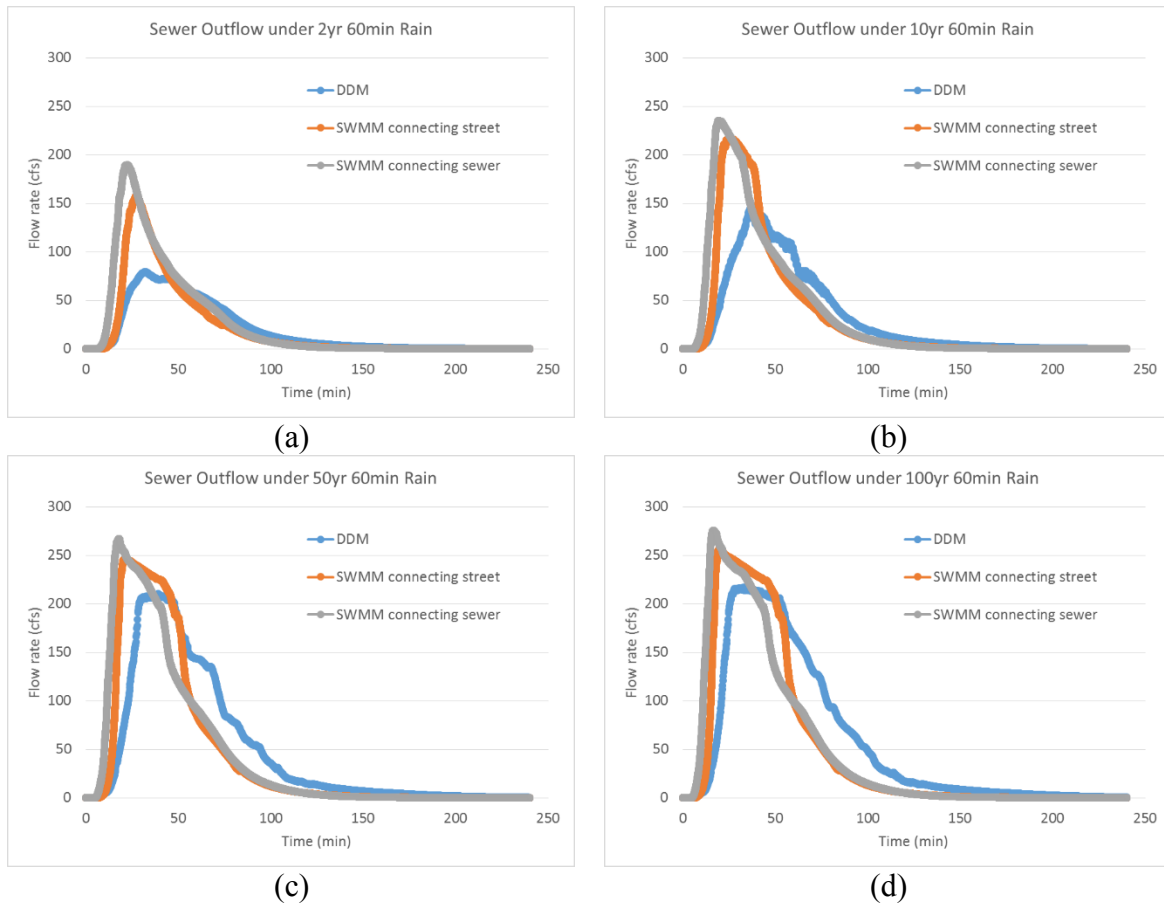 Sewer Outflow under 2yr 60min Rain
300
250
200
150
100
50
0
Flow rate (cfs)
DDM
SWMM connecting street
SWMM connecting sewer
0 50 100 150 200 250
Time (min)
(a)
Sewer Outflow under 10yr 60min Rain
300
250
200
150
100
50
0
Flow rate (cfs)
DDM
SWMM connecting street
SWMM connecting sewer
0 50 100 150 200 250
Time (min)
(b)
Sewer Outflow under 50yr 60min Rain
300
250
200
150
100
50
0
Flow rate (cfs)
DDM
SWMM connecting street
SWMM connecting sewer
0 50 100 150 200 250
Time (min)
(c)
Sewer Outflow under 100yr 60min Rain
300
250
200
150
100
50
0
Flow rate (cfs)
DDM
SWMM connecting street
SWMM connecting sewer
0 50 100 150 200 250
Time (min)
(d)